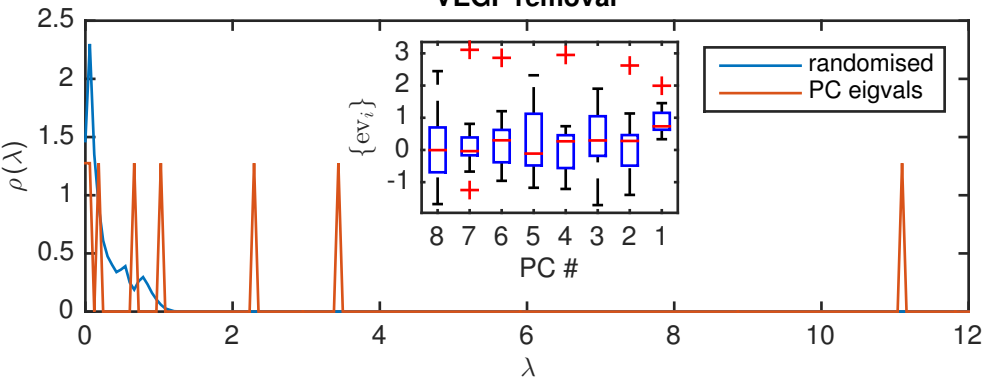 VEGF removal
2.5
2
1.5
1
0.5
0
ρ(λ)
0 2 4 6 8 10 12
λ
3
2
1
0
-1
{ev_i}
8 7 6 5 4 3 2 1
PC #
randomised
PC eigvals